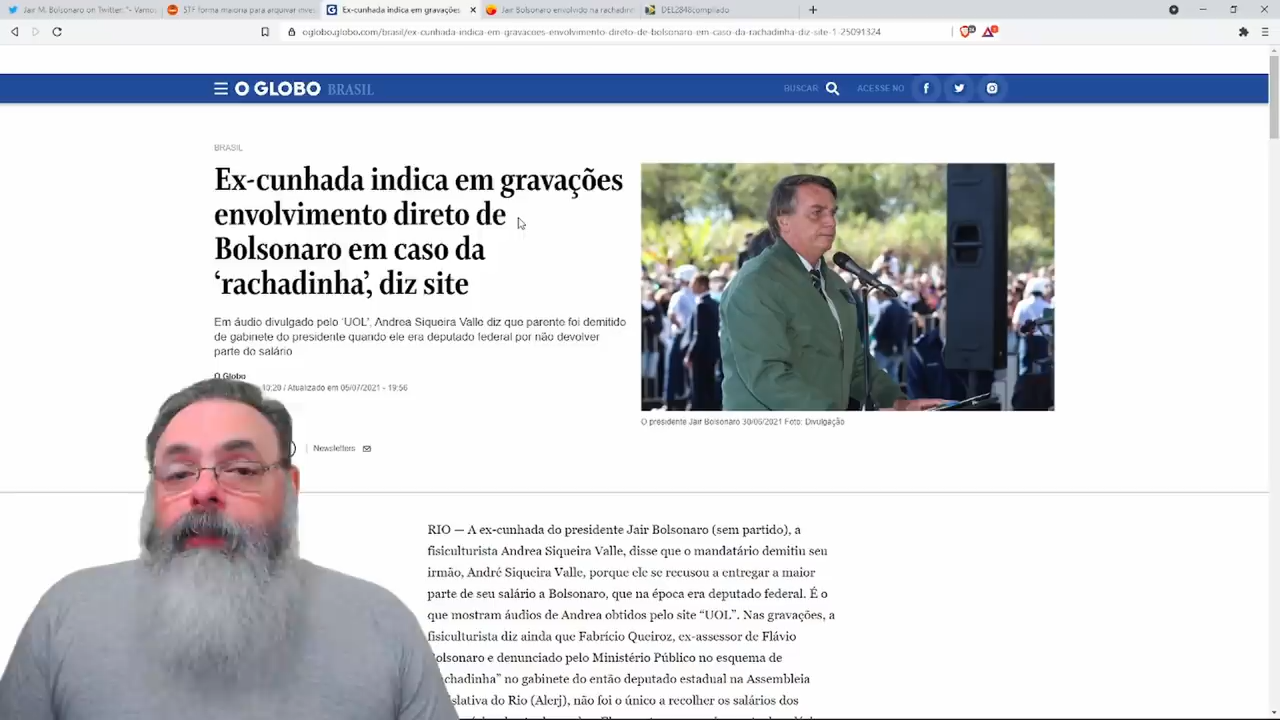 Jair M. Bolsonaro on Twitter: "- Vamos
STF forma maioria para arquivar inves
Ex-cunhada indica em gravações
Jair Bolsonaro envolvido na rachadinh
DEL2848compilado
oglobo.globo.com/brasil/ex-cunhada-indica-em-gravacoes-envolvimento-direto-de-bolsonaro-em-caso-da-rachadinha-diz-site-1-25091324
O GLOBO BRASIL
BUSCAR
ACESSE NO
BRASIL
Ex-cunhada indica em gravações
envolvimento direto de
Bolsonaro em caso da
‘rachadinha’, diz site
Em áudio divulgado pelo ‘UOL’, Andrea Siqueira Valle diz que parente foi demitido
de gabinete do presidente quando ele era deputado federal por não devolver
parte do salário
O Globo
10:20 / Atualizado em 05/07/2021 - 19:56
Newsletters
O presidente Jair Bolsonaro 30/06/2021 Foto: Divulgação
RIO — A ex-cunhada do presidente Jair Bolsonaro (sem partido), a
fisiculturista Andrea Siqueira Valle, disse que o mandatário demitiu seu
irmão, André Siqueira Valle, porque ele se recusou a entregar a maior
parte de seu salário a Bolsonaro, que na época era deputado federal. É o
que mostram áudios de Andrea obtidos pelo site “UOL”. Nas gravações, a
fisiculturista diz ainda que Fabrício Queiroz, ex-assessor de Flávio
Bolsonaro e denunciado pelo Ministério Público no esquema de
"rachadinha” no gabinete do então deputado estadual na Assembleia
islativa do Rio (Alerj), não foi o único a recolher os salários dos